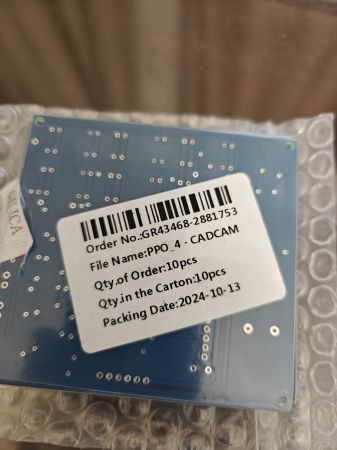 Order No.:GR43468-2881753
File Name:PPO_4 - CADCAM
Qty.of Order:10pcs
Qty.in the Carton:10pcs
Packing Date:2024-10-13